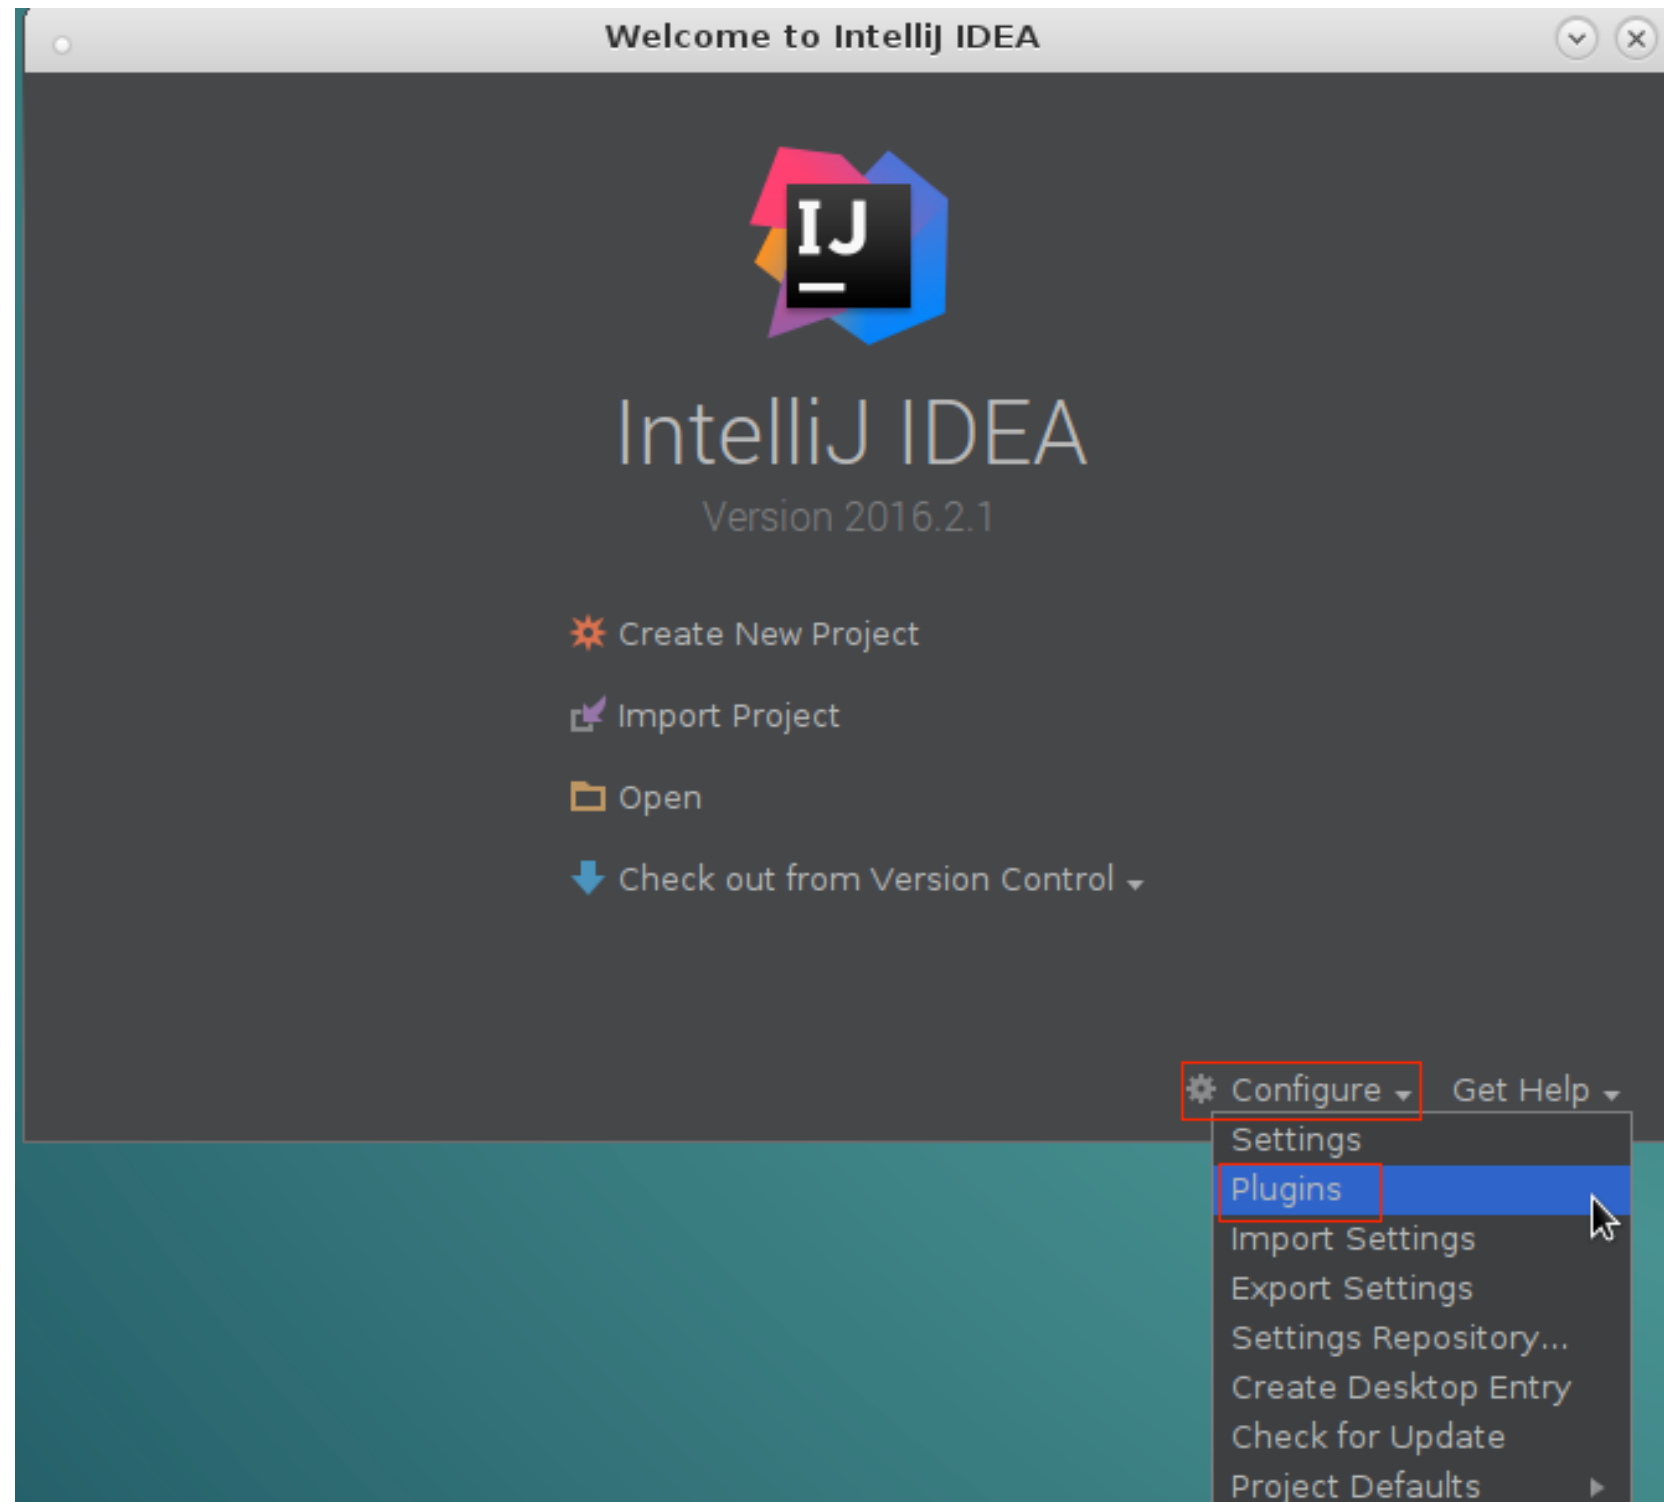 Welcome to IntelliJ IDEA
IJ
IntelliJ IDEA
Version 2016.2.1
Create New Project
Import Project
Open
Check out from Version Control
Configure Get Help
Settings
Plugins
Import Settings
Export Settings
Settings Repository...
Create Desktop Entry
Check for Update
Project Defaults